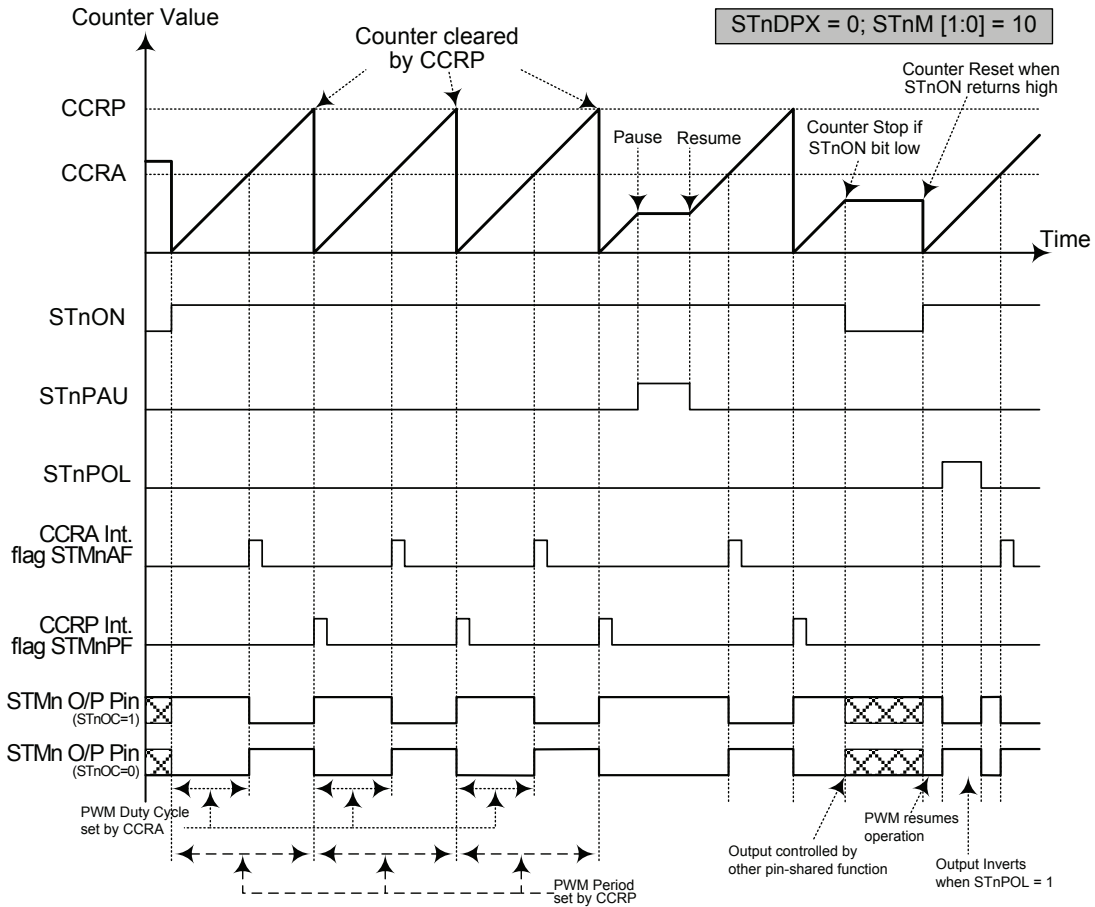 Counter Value
STnDPX = 0; STnM [1:0] = 10
Counter cleared
by CCRP
Counter Reset when
STnON returns high
CCRP
Pause
Resume
Counter Stop if
STnON bit low
CCRA
Time
STnON
STnPAU
STnPOL
CCRA Int.
flag STMnAF
CCRP Int.
flag STMnPF
STMn O/P Pin
(STnOC=1)
STMn O/P Pin
(STnOC=0)
PWM Duty Cycle
set by CCRA
PWM resumes
operation
Output controlled by
other pin-shared function
Output Inverts
when STnPOL = 1
PWM Period
set by CCRP